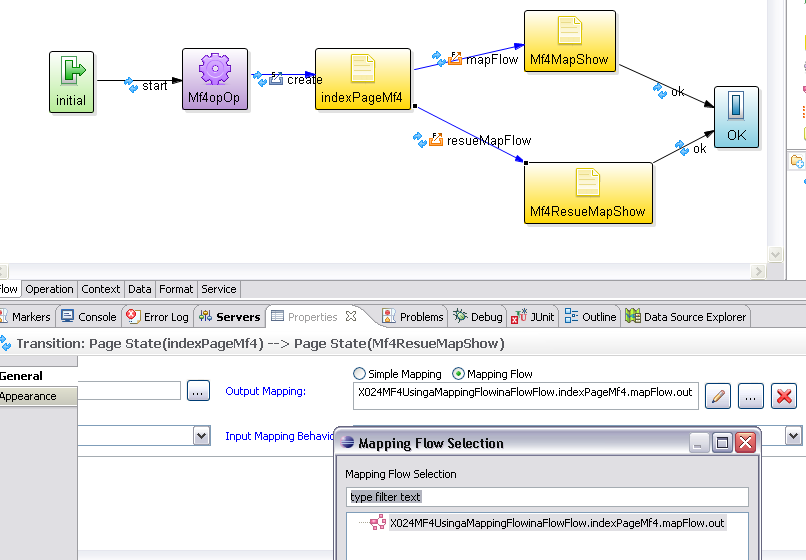 initial
start
Mf4opOp
create
indexPageMf4
mapFlow
Mf4MapShow
ok
OK
resueMapFlow
ok
Mf4ResueMapShow
Operation Context Data Format Service
Markers Console Error Log Servers Properties Problems Debug JUnit Outline Data Source Explorer
Transition: Page State(indexPageMf4) --> Page State(Mf4ResueMapShow)
General
Appearance
...
Simple Mapping Mapping Flow
Output Mapping:
X024MF4UsingaMappingFlowinaFlowFlow.indexPageMf4.mapFlow.out
...
Input Mapping
Mapping Flow Selection
Mapping Flow Selection
type filter text
X024MF4UsingaMappingFlowinaFlowFlow.indexPageMf4.mapFlow.out